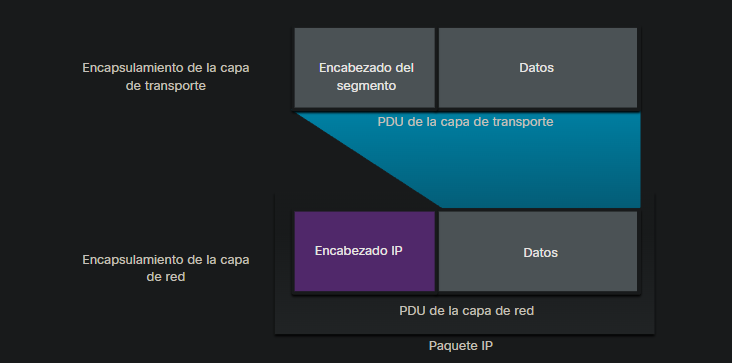 Encapsulamiento de la capa
de transporte
Encabezado del
segmento
Datos
PDU de la capa de transporte
Encapsulamiento de la capa
de red
Encabezado IP
Datos
PDU de la capa de red
Paquete IP